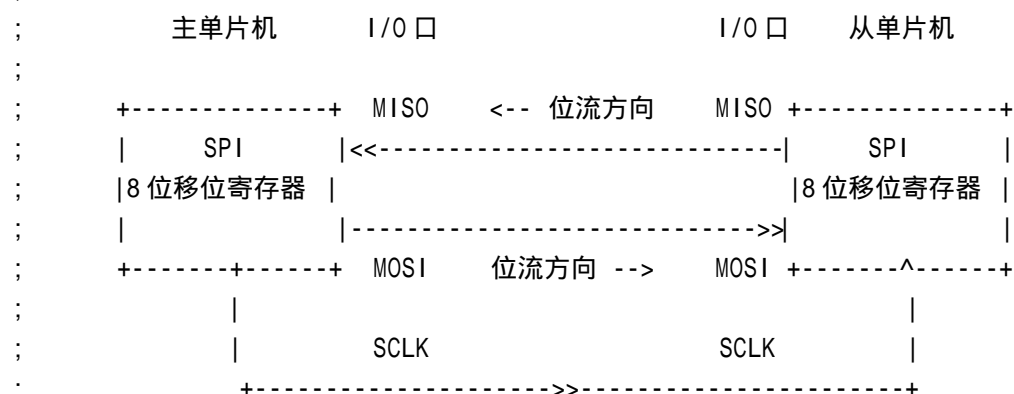 ; 主单片机 I/O 口 I/O 口 从单片机
;
; +--------------+ MISO <-- 位流方向 MISO +--------------+
; | SPI |<<-----------------------------| SPI |
; |8 位移位寄存器 | |8 位移位寄存器 |
; | |----------------------------->>| |
; +-------+------+ MOSI 位流方向 --> MOSI +-------^------+
; | |
; | SCLK SCLK |
+---------------------->>-----------------------+